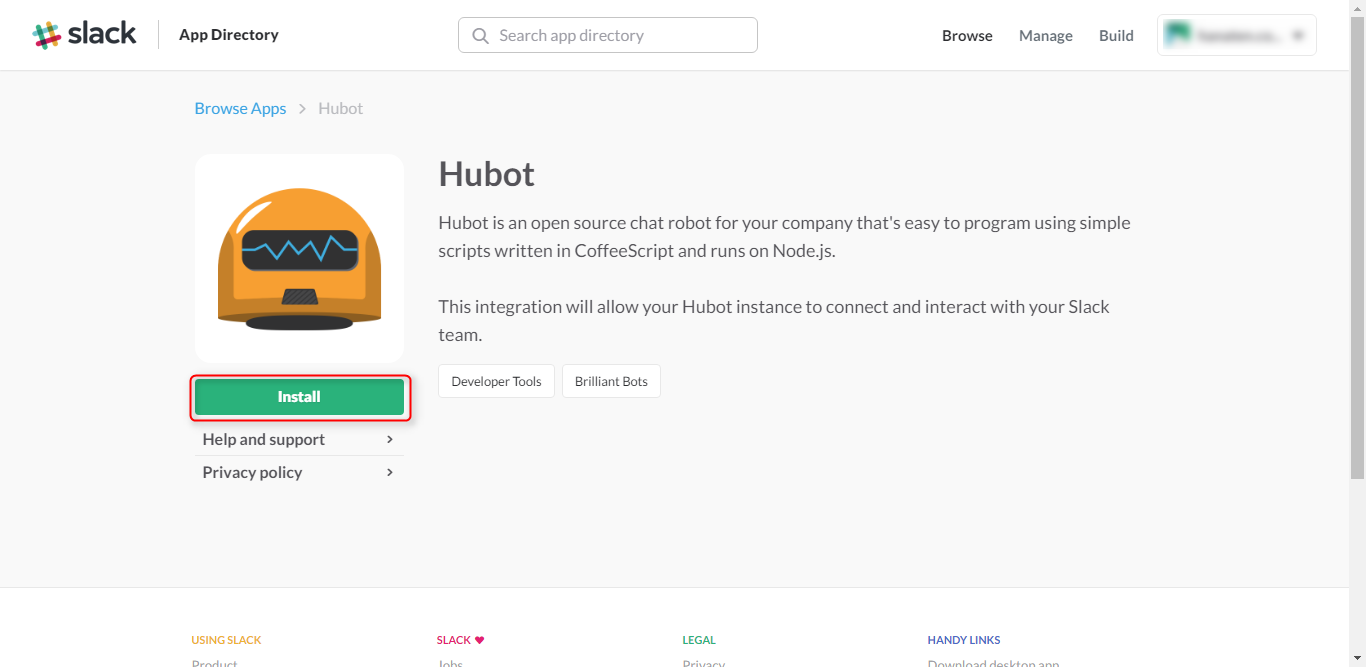 slack App Directory Search app directory Browse Manage Build
Browse Apps > Hubot
Hubot
Hubot is an open source chat robot for your company that's easy to program using simple
scripts written in CoffeeScript and runs on Node.js.
This integration will allow your Hubot instance to connect and interact with your Slack
team.
Developer Tools Brilliant Bots
Install
Help and support
Privacy policy
USING SLACK SLACK ♥ LEGAL HANDY LINKS
Product Jobs Privacy Download desktop app